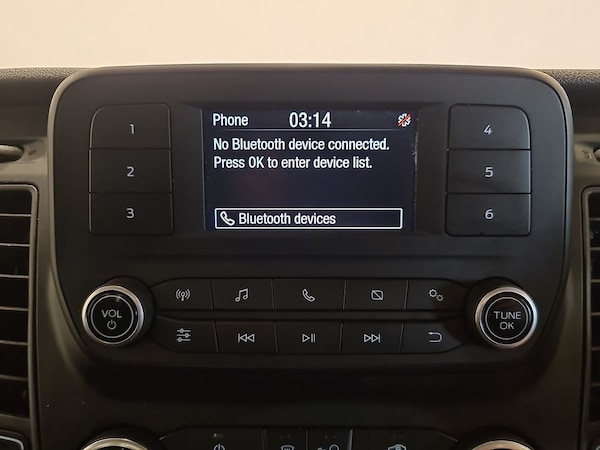 Phone 03:14
No Bluetooth device connected.
Press OK to enter device list.
Bluetooth devices
1
2
3
4
5
6
VOL
TUNE
OK